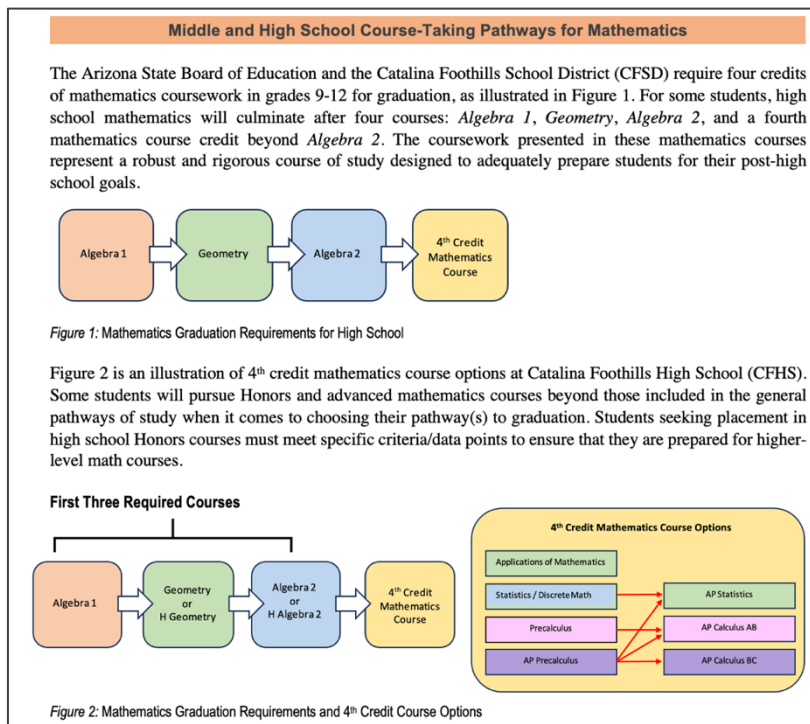 Middle and High School Course-Taking Pathways for Mathematics
The Arizona State Board of Education and the Catalina Foothills School District (CFSD) require four credits
of mathematics coursework in grades 9-12 for graduation, as illustrated in Figure 1. For some students, high
school mathematics will culminate after four courses: Algebra 1, Geometry, Algebra 2, and a fourth
mathematics course credit beyond Algebra 2. The coursework presented in these mathematics courses
represent a robust and rigorous course of study designed to adequately prepare students for their post-high
school goals.
Algebra 1
Geometry
Algebra 2
4th Credit
Mathematics
Course
Figure 1: Mathematics Graduation Requirements for High School
Figure 2 is an illustration of 4th credit mathematics course options at Catalina Foothills High School (CFHS).
Some students will pursue Honors and advanced mathematics courses beyond those included in the general
pathways of study when it comes to choosing their pathway(s) to graduation. Students seeking placement in
high school Honors courses must meet specific criteria/data points to ensure that they are prepared for higher-
level math courses.
First Three Required Courses
Algebra 1
Geometry
or
H Geometry
Algebra 2
or
H Algebra 2
4th Credit
Mathematics
Course
4th Credit Mathematics Course Options
Applications of Mathematics
Statistics / Discrete Math
Precalculus
AP Precalculus
AP Statistics
AP Calculus AB
AP Calculus BC
Figure 2: Mathematics Graduation Requirements and 4th Credit Course Options